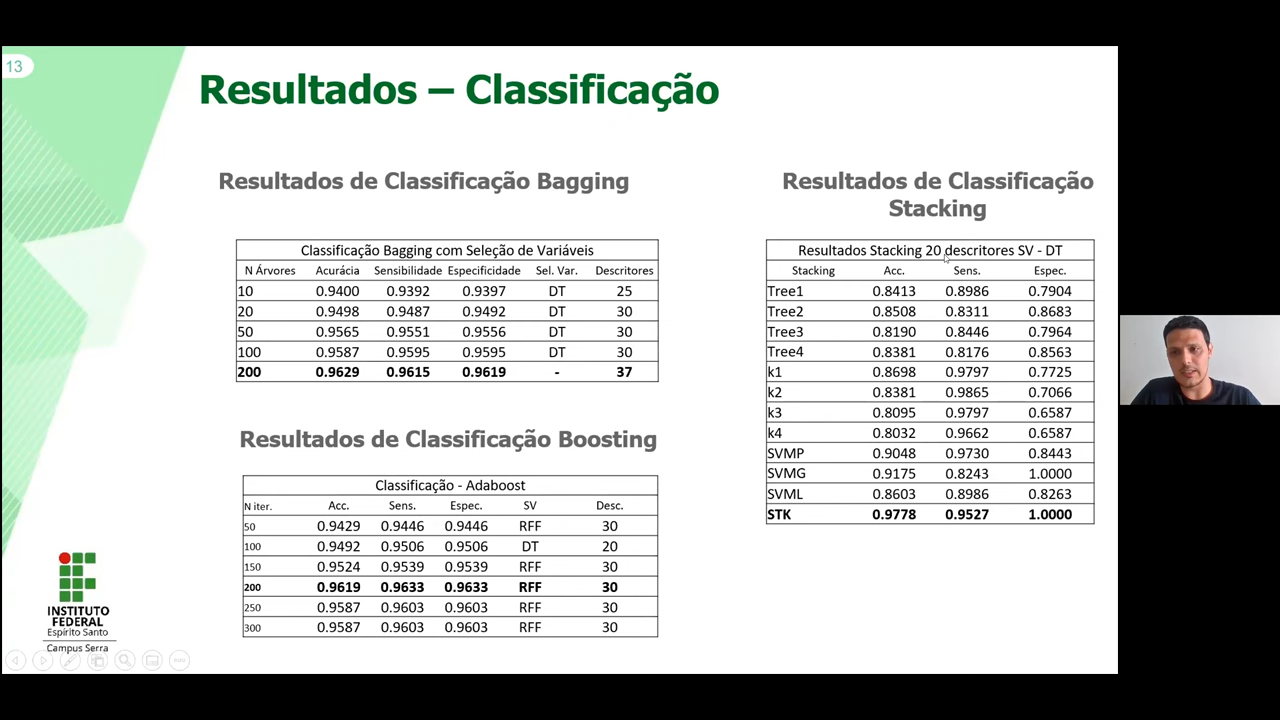 13
Resultados – Classificação
Resultados de Classificação Bagging
Classificação Bagging com Seleção de Variáveis
N Árvores Acurácia Sensibilidade Especificidade Sel. Var. Descritores
10 0.9400 0.9392 0.9397 DT 25
20 0.9498 0.9487 0.9492 DT 30
50 0.9565 0.9551 0.9556 DT 30
100 0.9587 0.9595 0.9595 DT 30
200 0.9629 0.9615 0.9619 - 37
Resultados de Classificação Boosting
Classificação - Adaboost
N iter. Acc. Sens. Espec. SV Desc.
50 0.9429 0.9446 0.9446 RFF 30
100 0.9492 0.9506 0.9506 DT 20
150 0.9524 0.9539 0.9539 RFF 30
200 0.9619 0.9633 0.9633 RFF 30
250 0.9587 0.9603 0.9603 RFF 30
300 0.9587 0.9603 0.9603 RFF 30
Resultados de Classificação
Stacking
Resultados Stacking 20 descritores SV - DT
Stacking Acc. Sens. Espec.
Tree1 0.8413 0.8986 0.7904
Tree2 0.8508 0.8311 0.8683
Tree3 0.8190 0.8446 0.7964
Tree4 0.8381 0.8176 0.8563
k1 0.8698 0.9797 0.7725
k2 0.8381 0.9865 0.7066
k3 0.8095 0.9797 0.6587
k4 0.8032 0.9662 0.6587
SVMP 0.9048 0.9730 0.8443
SVMG 0.9175 0.8243 1.0000
SVML 0.8603 0.8986 0.8263
STK 0.9778 0.9527 1.0000
INSTITUTO
FEDERAL
Espírito Santo
Campus Serra